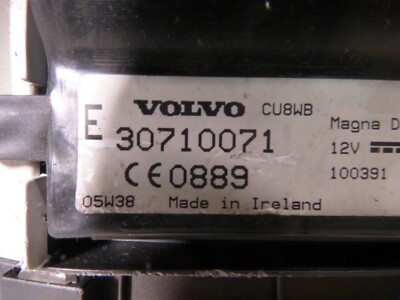 E VOLVO CU8WB
30710071
CE0889
05W38 Made in Ireland
Magna D
12V
100391